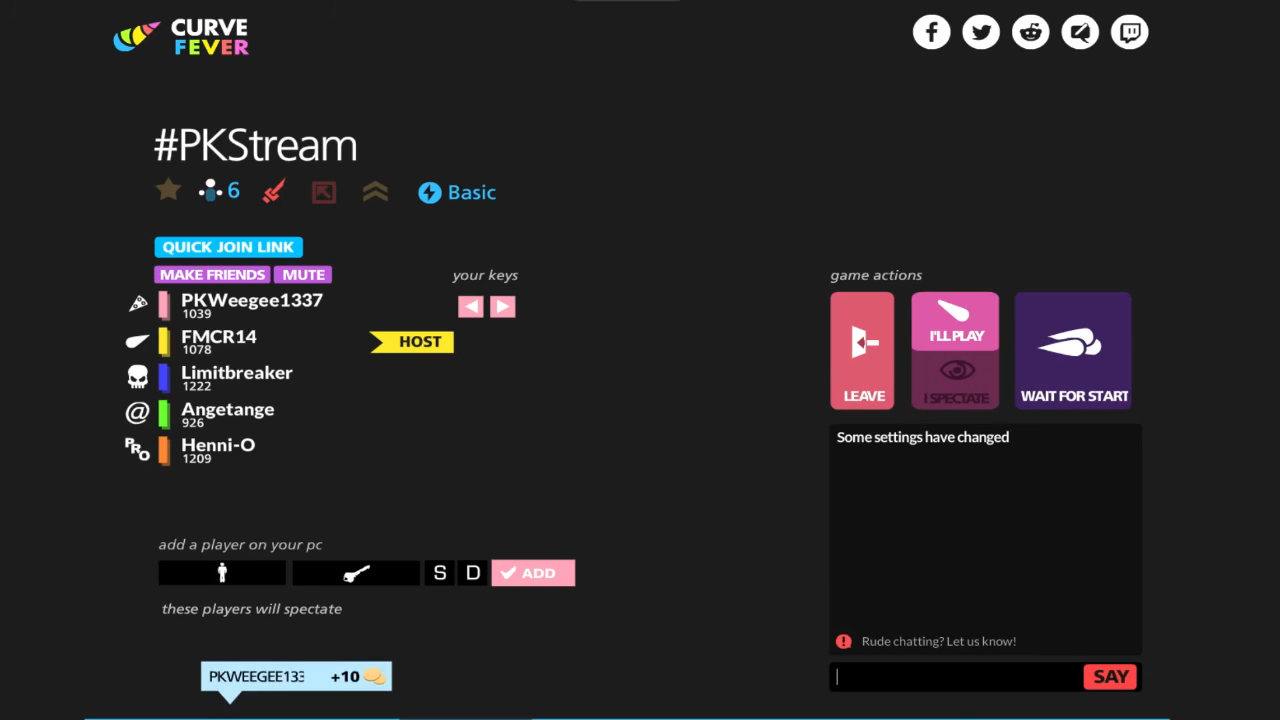 CURVE
FEVER
#PKStream
6
Basic
QUICK JOIN LINK
MAKE FRIENDS
MUTE
your keys
PKWeegee1337
1039
FMCR14
1078
HOST
Limitbreaker
1222
@
Angetange
926
PRO
Henni-O
1209
add a player on your pc
S
D
ADD
these players will spectate
PKWEEGEE133
+10
game actions
LEAVE
I'LL PLAY
I SPECTATE
WAIT FOR START
Some settings have changed
Rude chatting? Let us know!
SAY